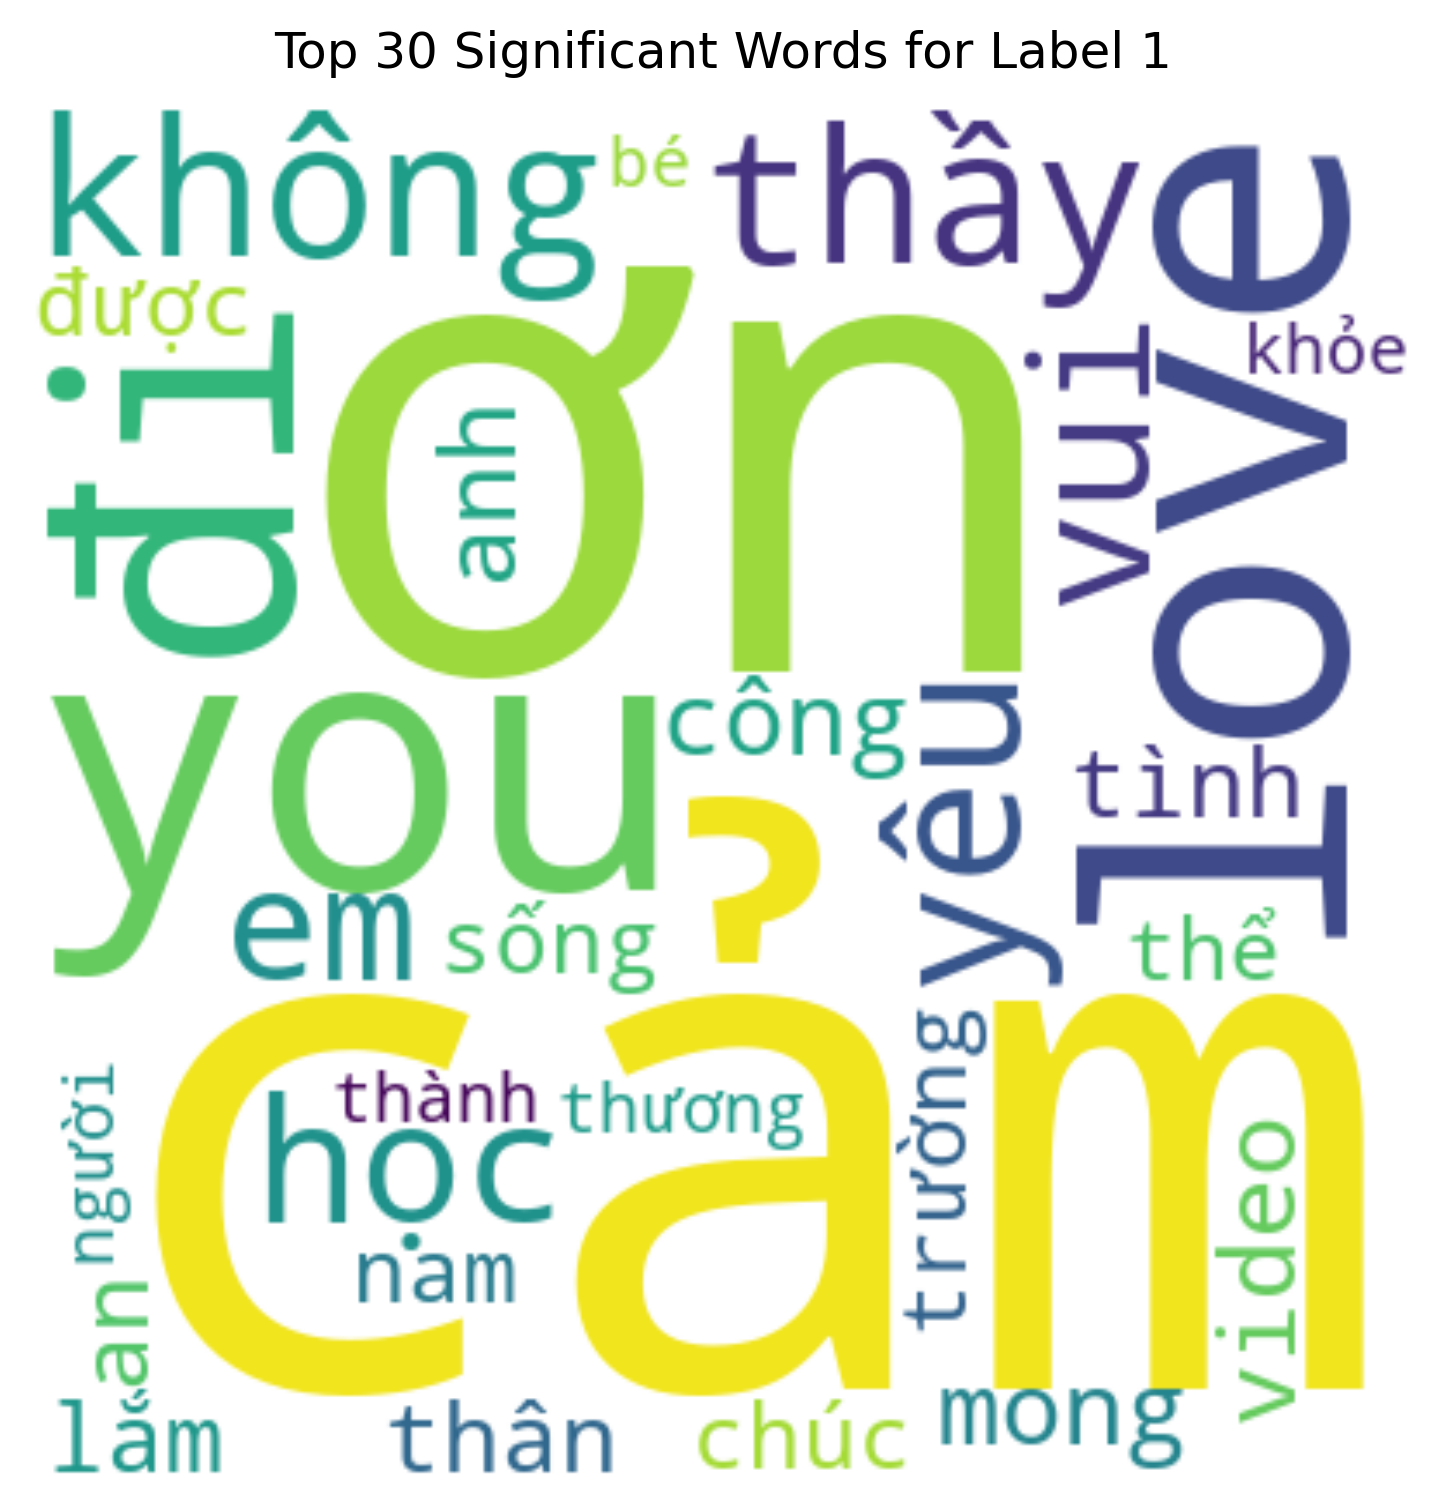 Top 30 Significant Words for Label 1
không
bé
thầy
love
được
đi
ơn
anh
vui
khỏe
you
công
yêu
tình
em
sống
thể
cảm
người
thành
thương
học
trường
nam
video
an
lắm
thân
chúc
mong